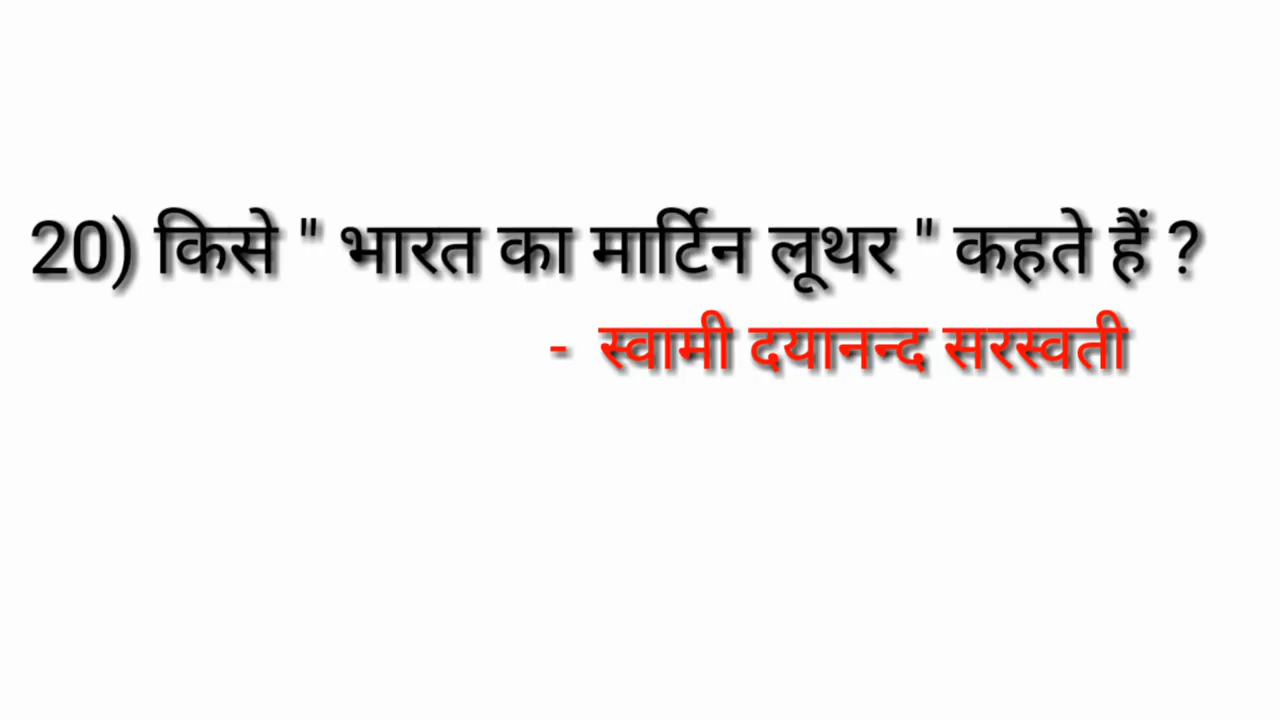 20) किसे " भारत का मार्टिन लूथर " कहते हैं ?
- स्वामी दयानन्द सरस्वती